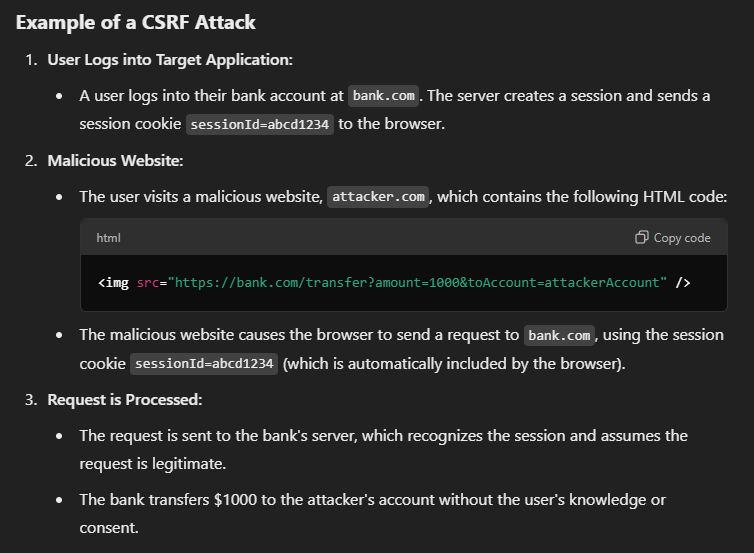 Example of a CSRF Attack
1. User Logs into Target Application:
• A user logs into their bank account at bank.com. The server creates a session and sends a
session cookie sessionId=abcd1234 to the browser.
2. Malicious Website:
• The user visits a malicious website, attacker.com, which contains the following HTML code:
html Copy code
<img src="https://bank.com/transfer?amount=1000&toAccount=attackerAccount" />
• The malicious website causes the browser to send a request to bank.com, using the session
cookie sessionId=abcd1234 (which is automatically included by the browser).
3. Request is Processed:
• The request is sent to the bank's server, which recognizes the session and assumes the
request is legitimate.
• The bank transfers $1000 to the attacker's account without the user's knowledge or
consent.